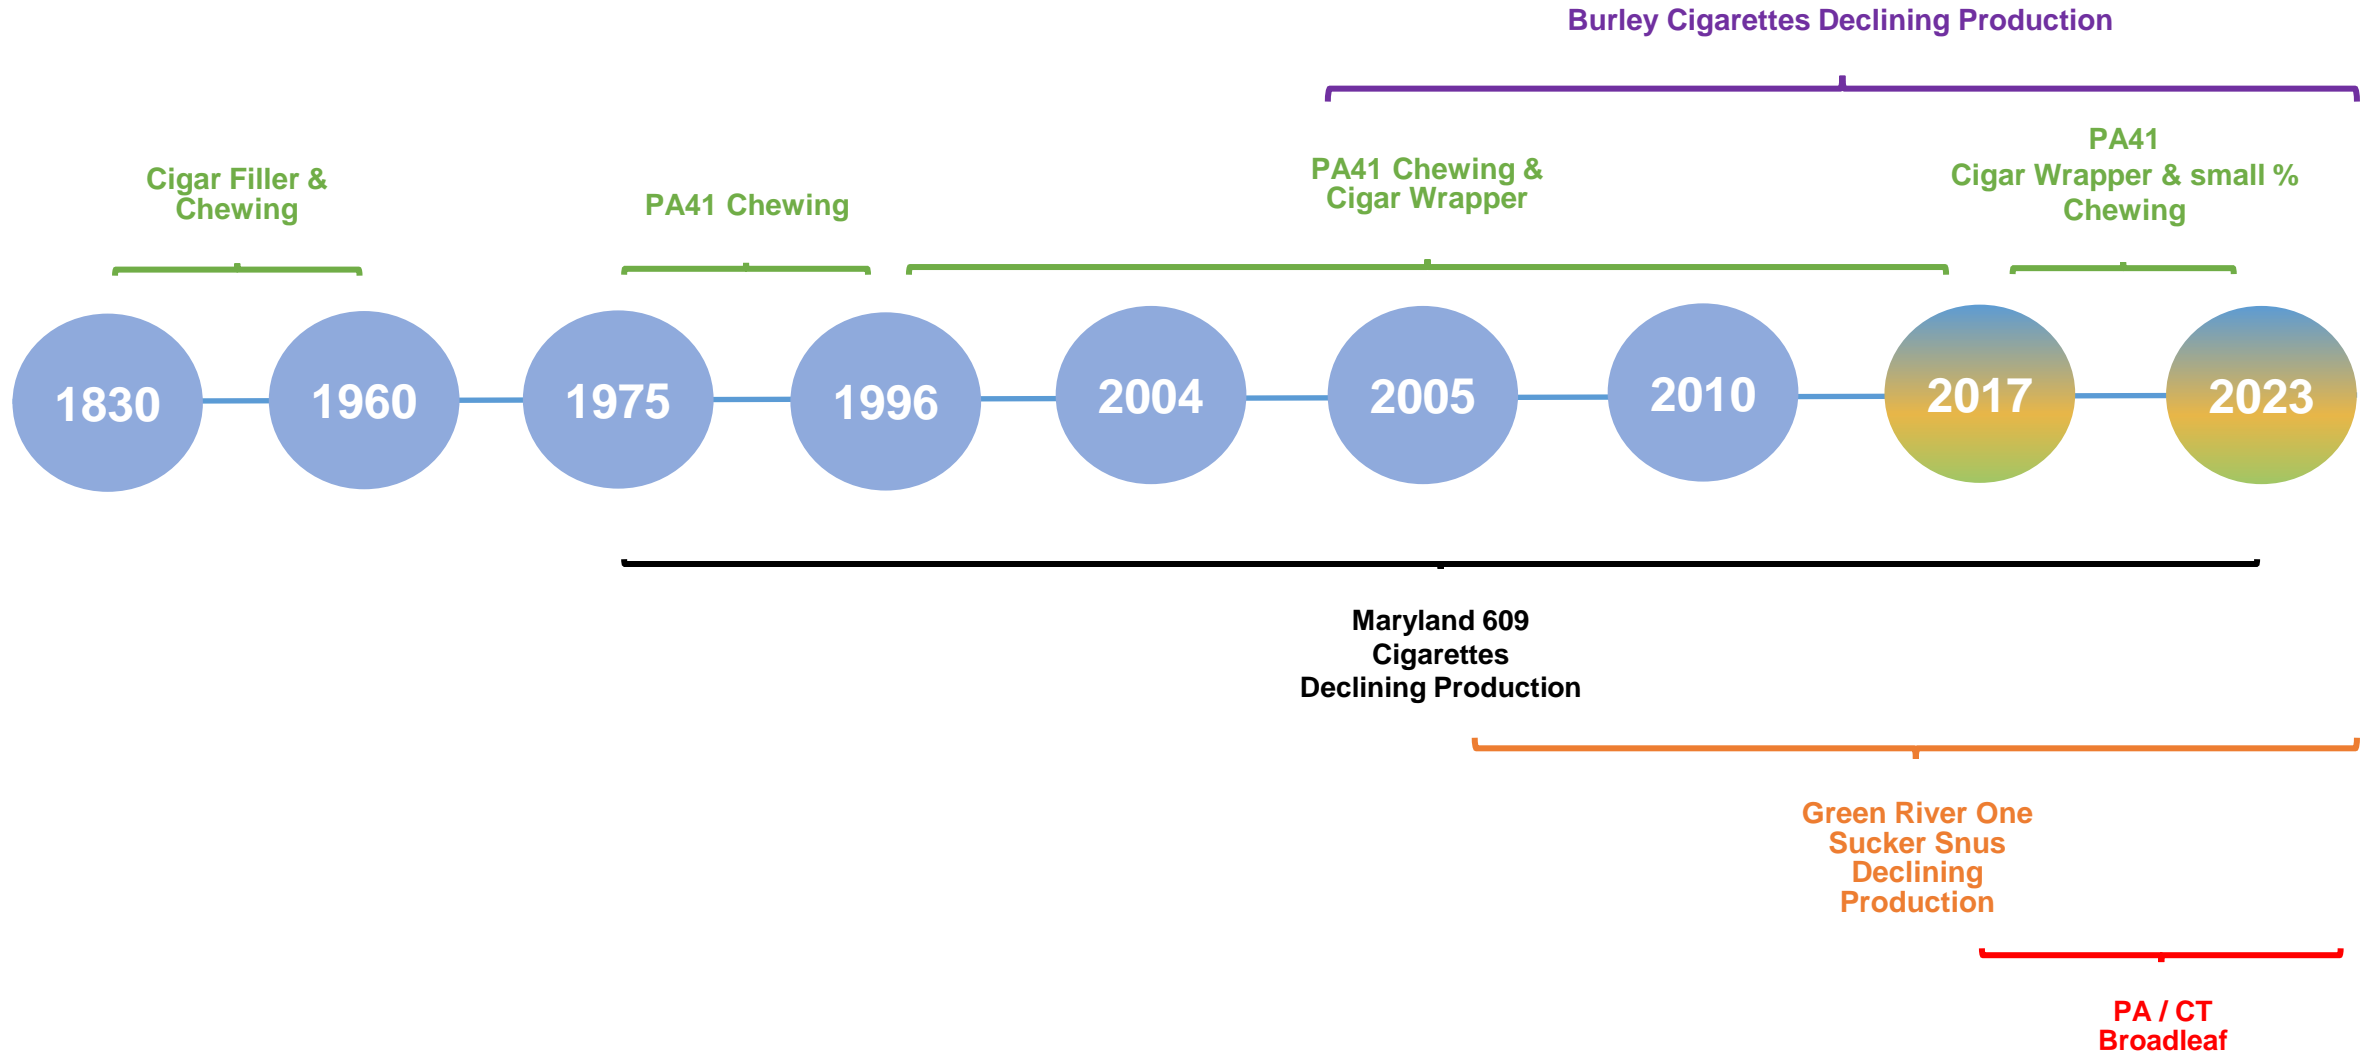 Burley Cigarettes Declining Production
Cigar Filler &
Chewing
PA41 Chewing
PA41 Chewing &
Cigar Wrapper
PA41
Cigar Wrapper & small %
Chewing
1830
1960
1975
1996
2004
2005
2010
2017
2023
Maryland 609
Cigarettes
Declining Production
Green River One
Sucker Snus
Declining
Production
PA / CT
Broadleaf